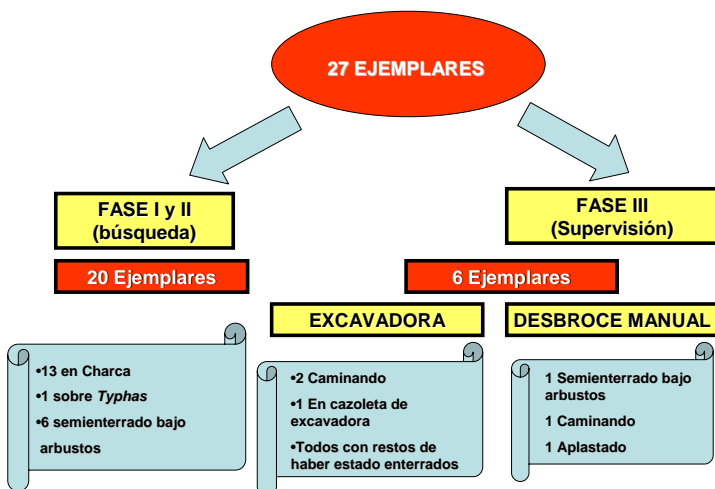 27 EJEMPLARES
FASE I y II
(búsqueda)
FASE III
(Supervisión)
20 Ejemplares
6 Ejemplares
EXCAVADORA
DESBROCE MANUAL
•13 en Charca
•1 sobre Typhas
•6 semienterrado bajo
arbustos
•2 Caminando
•1 En cazoleta de
excavadora
•Todos con restos de
haber estado enterrados
1 Semienterrado bajo
arbustos
1 Caminando
1 Aplastado